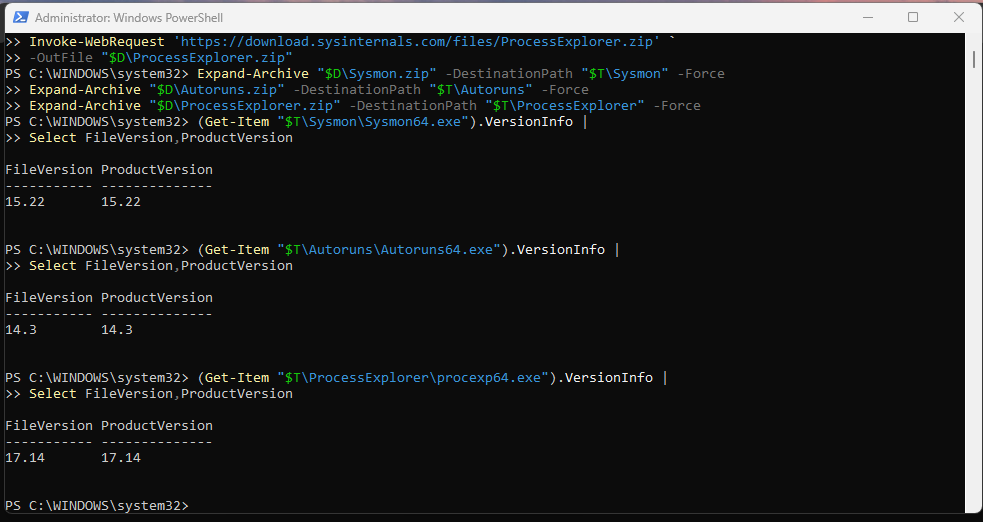 Administrator: Windows PowerShell
>> Invoke-WebRequest 'https://download.sysinternals.com/files/ProcessExplorer.zip' `
>> -OutFile "$D\ProcessExplorer.zip"
PS C:\WINDOWS\system32> Expand-Archive "$D\Sysmon.zip" -DestinationPath "$T\Sysmon" -Force
>> Expand-Archive "$D\Autoruns.zip" -DestinationPath "$T\Autoruns" -Force
>> Expand-Archive "$D\ProcessExplorer.zip" -DestinationPath "$T\ProcessExplorer" -Force
PS C:\WINDOWS\system32> (Get-Item "$T\Sysmon\Sysmon64.exe").VersionInfo |
>> Select FileVersion,ProductVersion
FileVersion ProductVersion
----------- --------------
15.22       15.22
PS C:\WINDOWS\system32> (Get-Item "$T\Autoruns\Autoruns64.exe").VersionInfo |
>> Select FileVersion,ProductVersion
FileVersion ProductVersion
----------- --------------
14.3        14.3
PS C:\WINDOWS\system32> (Get-Item "$T\ProcessExplorer\procexp64.exe").VersionInfo |
>> Select FileVersion,ProductVersion
FileVersion ProductVersion
----------- --------------
17.14       17.14
PS C:\WINDOWS\system32>